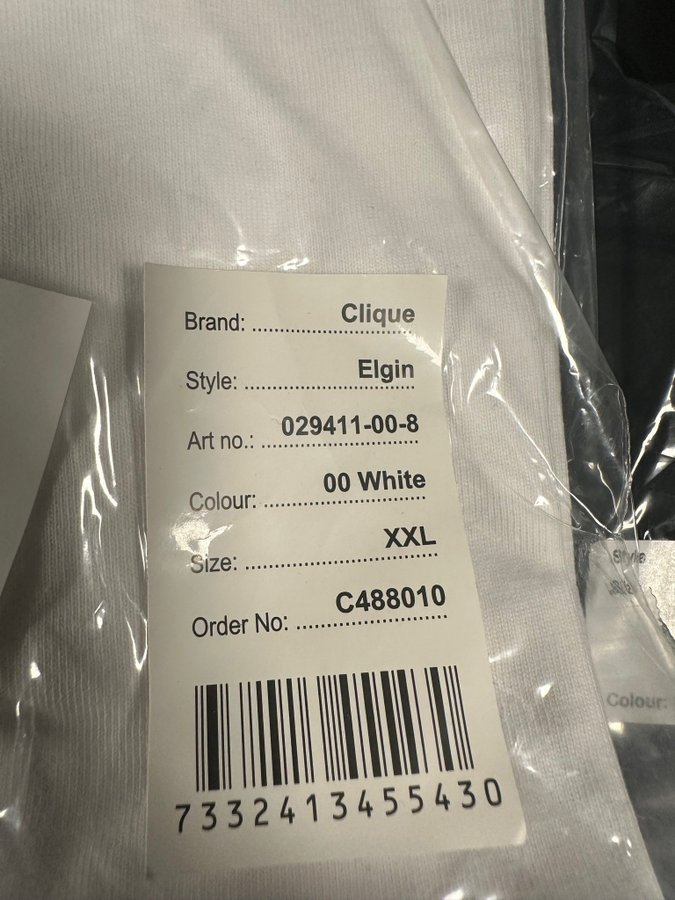 Brand: .................. Clique
Style: .................. Elgin
Art no.: .................. 029411-00-8
Colour: .................. 00 White
Size: .................. XXL
Order No: .................. C488010
7332413455430
Style
Colour: